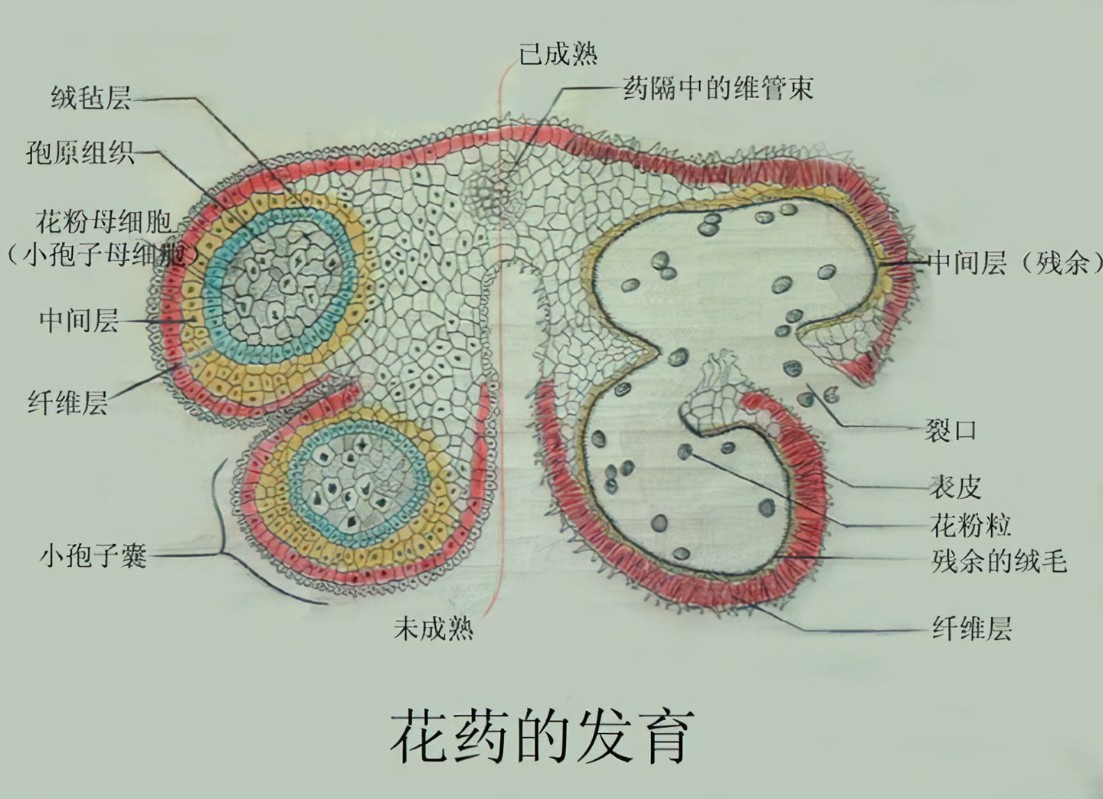 已成熟
绒毡层
药隔中的维管束
孢原组织
花粉母细胞
（小孢子母细胞）
中间层（残余）
中间层
纤维层
裂口
表皮
花粉粒
小孢子囊
残余的绒毛
未成熟
纤维层
花药的发育